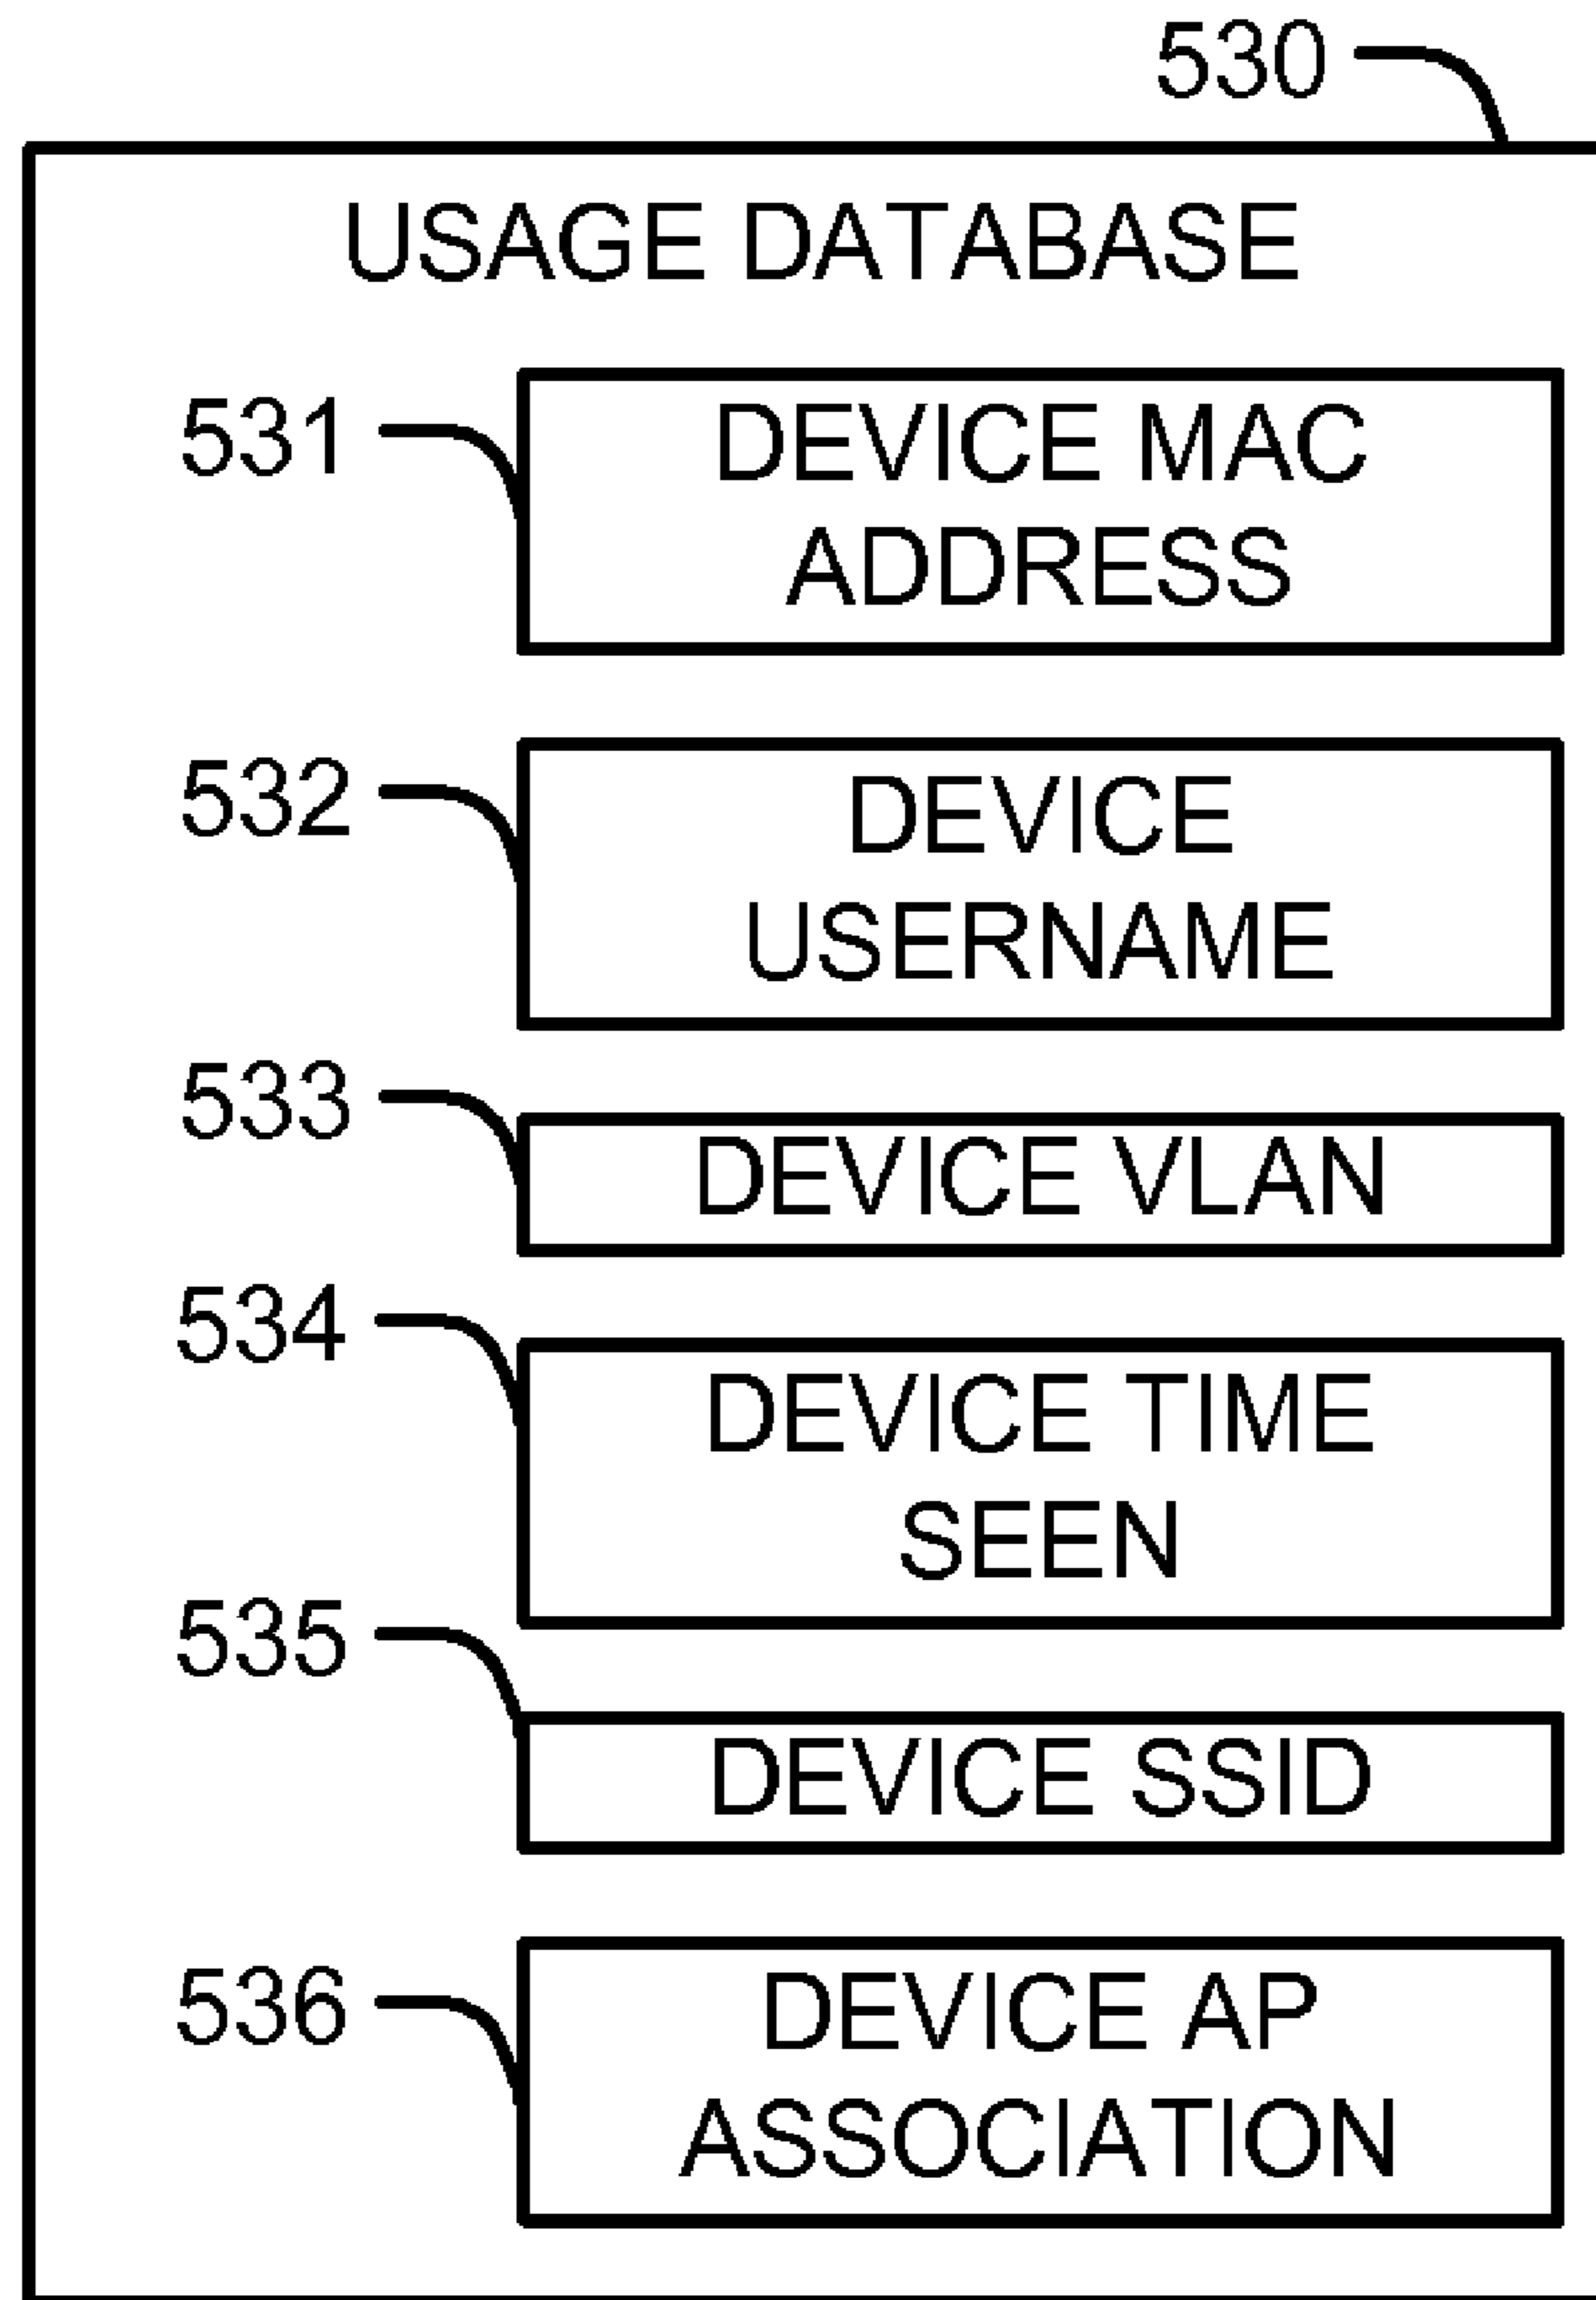 530
USAGE DATABASE
531
DEVICE MAC
ADDRESS
532
DEVICE
USERNAME
533
DEVICE VLAN
534
DEVICE TIME
SEEN
535
DEVICE SSID
536
DEVICE AP
ASSOCIATION